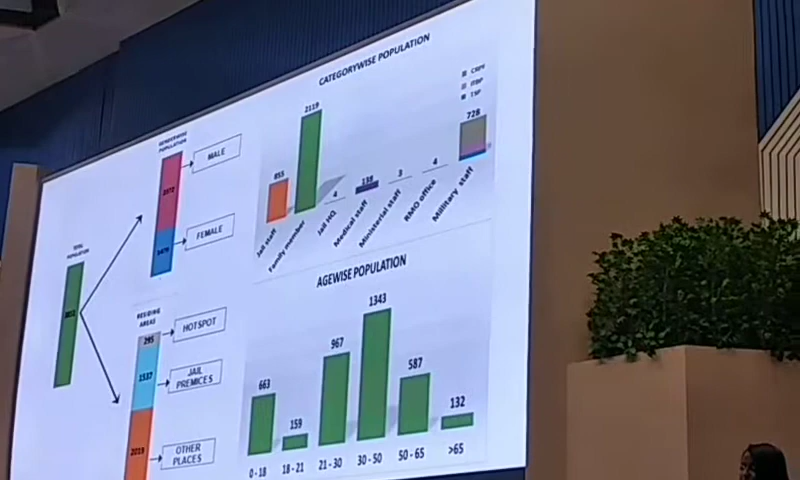 CATEGORYWISE POPULATION
CRPF
ITBP
TSP
855
2119
4
138
3
4
728
Jail staff
Family member
Jail HQ
Medical staff
Ministerial staff
RMO office
Millitary staff
GENDERWISE
POPULATION
MALE
FEMALE
TOTAL
POPULATION
RESIDING
AREAS
295
HOTSPOT
1537
JAIL
PREMICES
2019
OTHER
PLACES
AGEWISE POPULATION
663
159
967
1343
587
132
0 - 18
18 - 21
21 - 30
30 - 50
50 - 65
>65